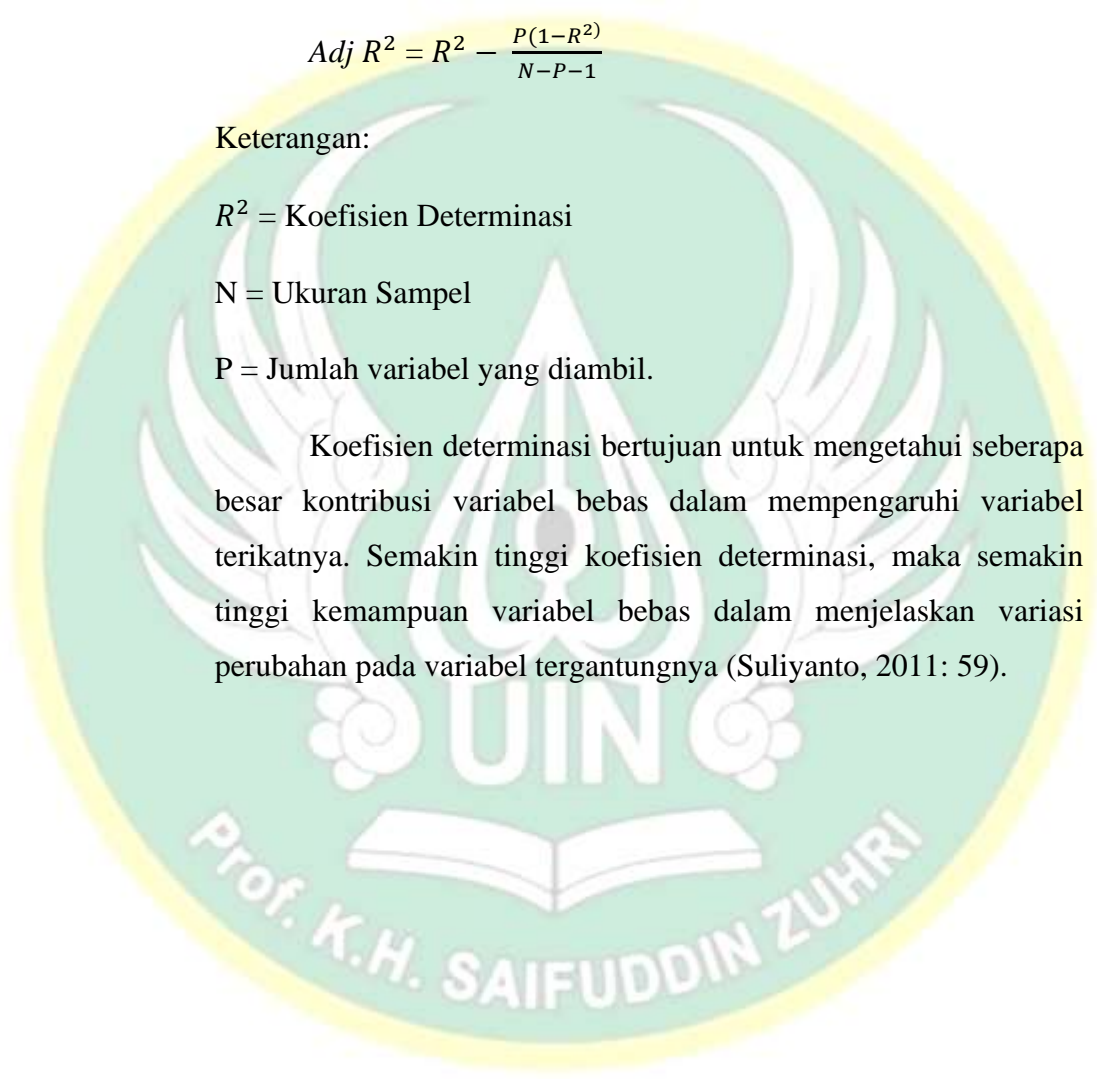 Adj R² = R² − P(1−R²)/N−P−1
Keterangan:
R² = Koefisien Determinasi
N = Ukuran Sampel
P = Jumlah variabel yang diambil.
Koefisien determinasi bertujuan untuk mengetahui seberapa
besar kontribusi variabel bebas dalam mempengaruhi variabel
terikatnya. Semakin tinggi koefisien determinasi, maka semakin
tinggi kemampuan variabel bebas dalam menjelaskan variasi
perubahan pada variabel tergantungnya (Suliyanto, 2011: 59).
UIN
Prof. K.H. SAIFUDDIN ZUHRI